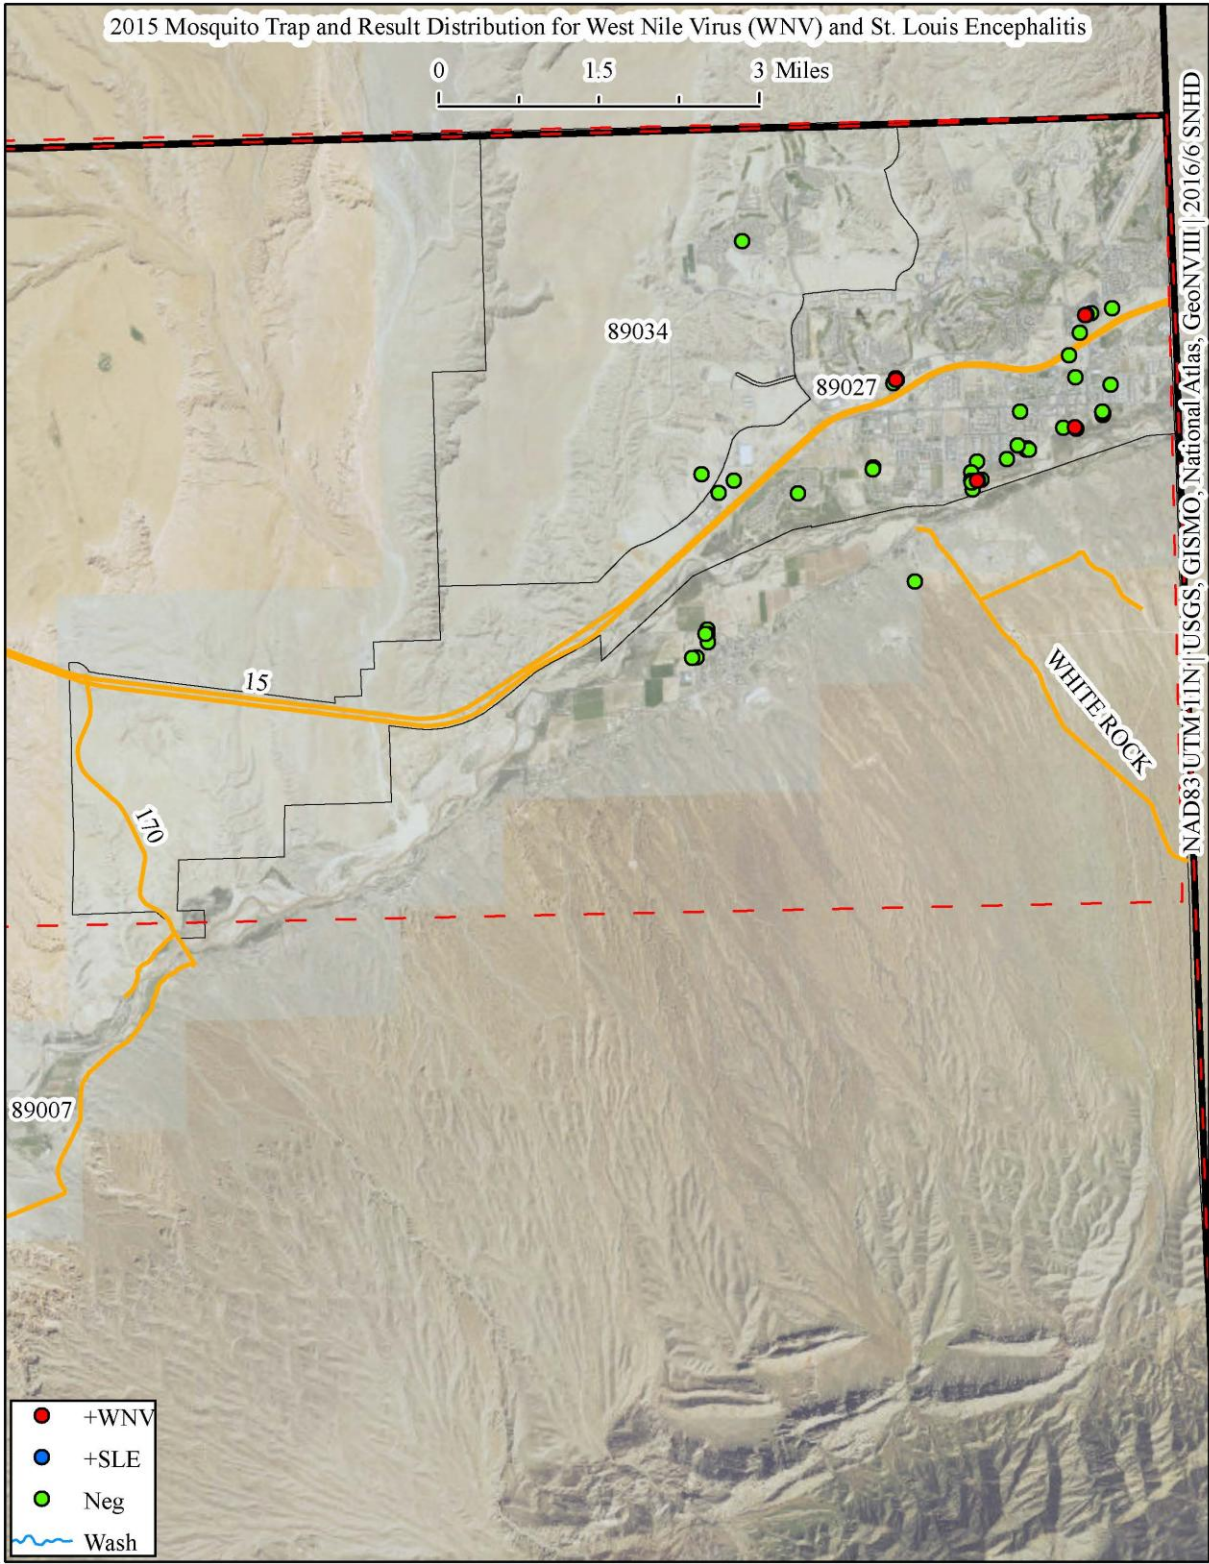 2015 Mosquito Trap and Result Distribution for West Nile Virus (WNV) and St. Louis Encephalitis
0 1.5 3 Miles
NAD83 UTM 11N | USGS, GISMO, National Atlas, GeoNVIII | 2016/6 SNHD
89034
89027
15
WHITE ROCK
170
89007
+WNV
+SLE
Neg
Wash